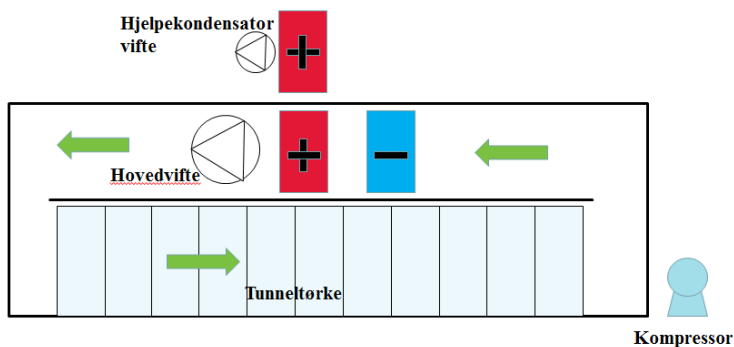 Hjelpekondensator
vifte
Hovedvifte
Tunneltørke
Kompressor